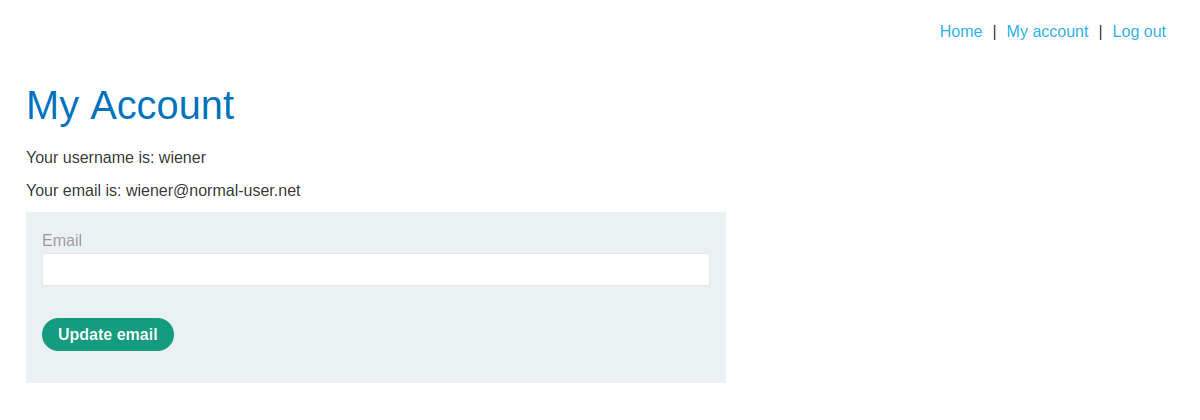 Home | My account | Log out
My Account
Your username is: wiener
Your email is: wiener@normal-user.net
Email
Update email